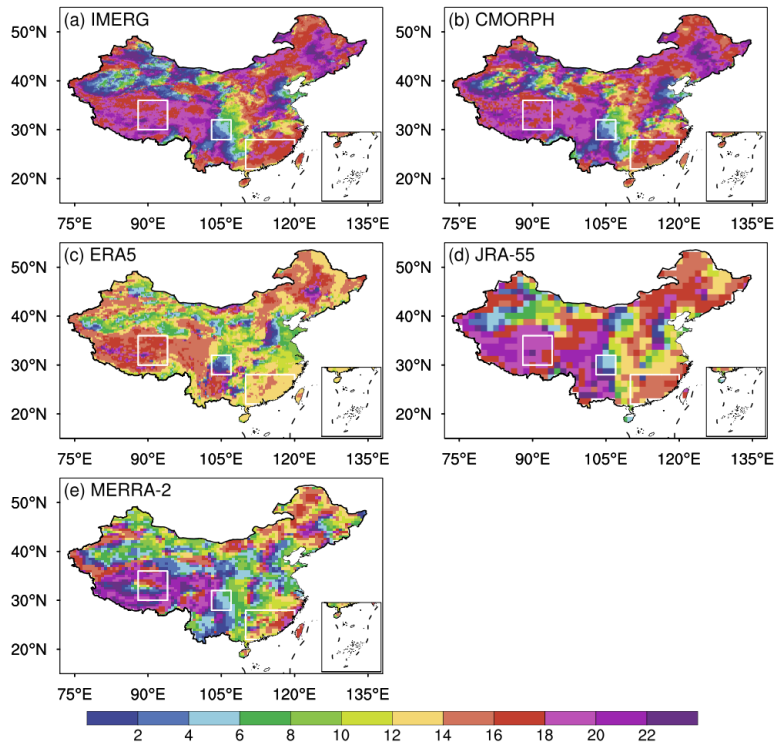 (a) IMERG
50°N
40°N
30°N
20°N
75°E 90°E 105°E 120°E 135°E
(b) CMORPH
50°N
40°N
30°N
20°N
75°E 90°E 105°E 120°E 135°E
(c) ERA5
50°N
40°N
30°N
20°N
75°E 90°E 105°E 120°E 135°E
(d) JRA-55
50°N
40°N
30°N
20°N
75°E 90°E 105°E 120°E 135°E
(e) MERRA-2
50°N
40°N
30°N
20°N
75°E 90°E 105°E 120°E 135°E
2 4 6 8 10 12 14 16 18 20 22